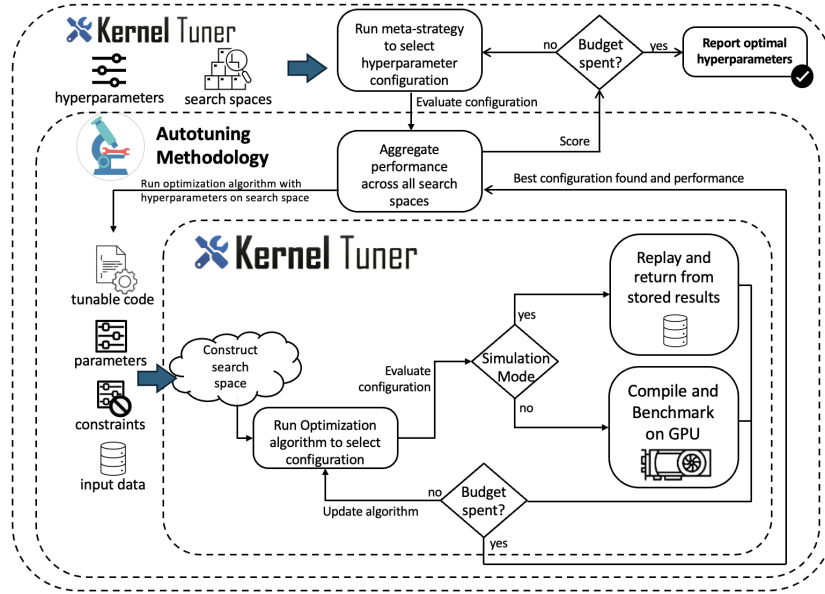 Kernel Tuner
hyperparameters
search spaces
Run meta-strategy
to select
hyperparameter
configuration
no
Budget
spent?
yes
Report optimal
hyperparameters
Evaluate configuration
Score
Autotuning
Methodology
Aggregate
performance
across all search
spaces
Run optimization algorithm with
hyperparameters on search space
Best configuration found and performance
Kernel Tuner
tunable code
parameters
constraints
input data
Construct
search
space
Run Optimization
algorithm to select
configuration
Evaluate
configuration
Simulation
Mode
yes
no
Replay and
return from
stored results
Compile and
Benchmark
on GPU
Budget
spent?
no
Update algorithm
yes